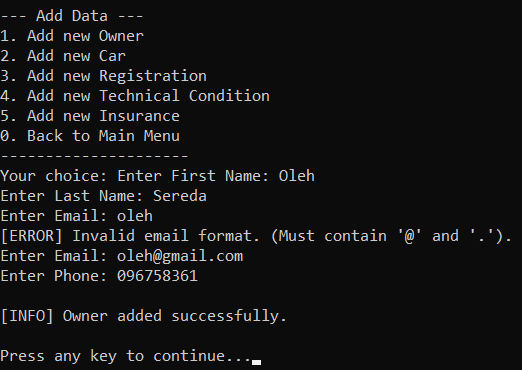 --- Add Data ---
1. Add new Owner
2. Add new Car
3. Add new Registration
4. Add new Technical Condition
5. Add new Insurance
0. Back to Main Menu
---------------------
Your choice: Enter First Name: Oleh
Enter Last Name: Sereda
Enter Email: oleh
[ERROR] Invalid email format. (Must contain '@' and '.').
Enter Email: oleh@gmail.com
Enter Phone: 096758361
[INFO] Owner added successfully.
Press any key to continue...